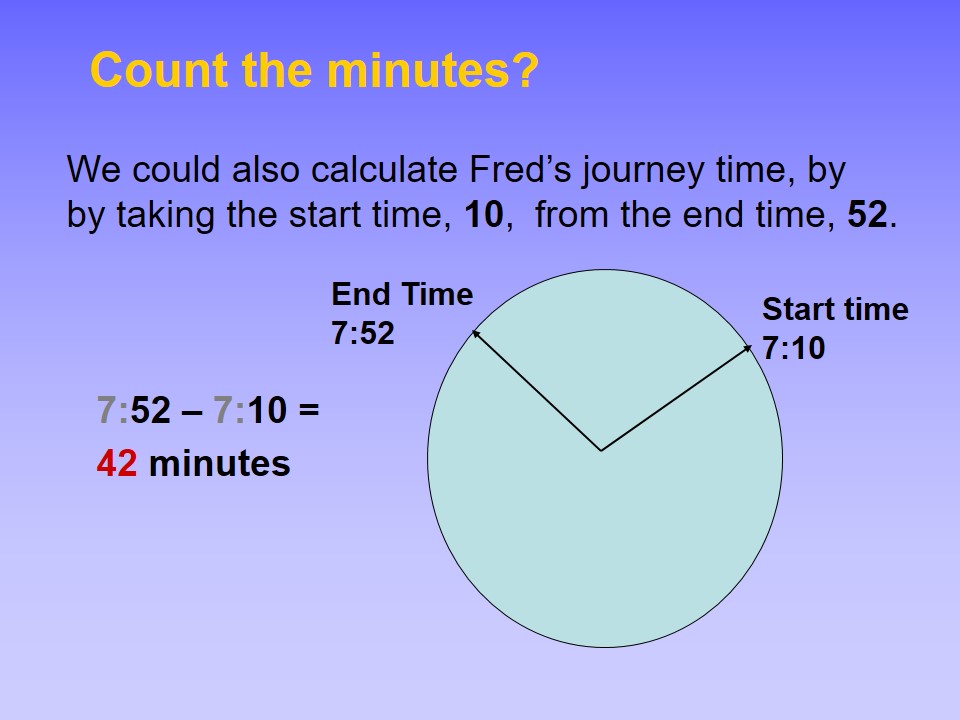 Count the minutes?
We could also calculate Fred’s journey time, by
by taking the start time, 10,  from the end time, 52.
End Time
7:52
Start time
7:10
7:52 – 7:10 =
42 minutes